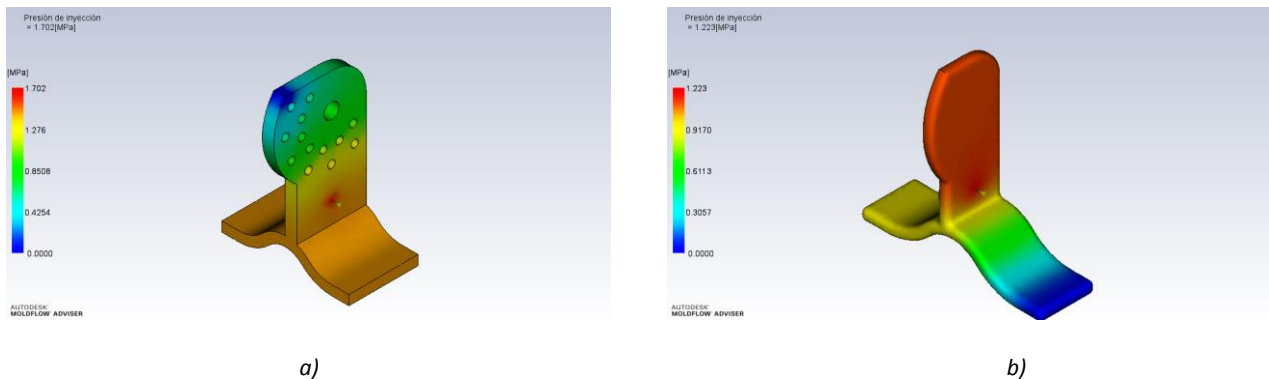 Presión de inyección
= 1.702[MPa]
[MPa]
1.702
1.276
0.8508
0.4254
0.0000
AUTODESK®
MOLDFLOW® ADVISER
a)
Presión de inyección
= 1.223[MPa]
[MPa]
1.223
0.9170
0.6113
0.3057
0.0000
AUTODESK®
MOLDFLOW® ADVISER
b)